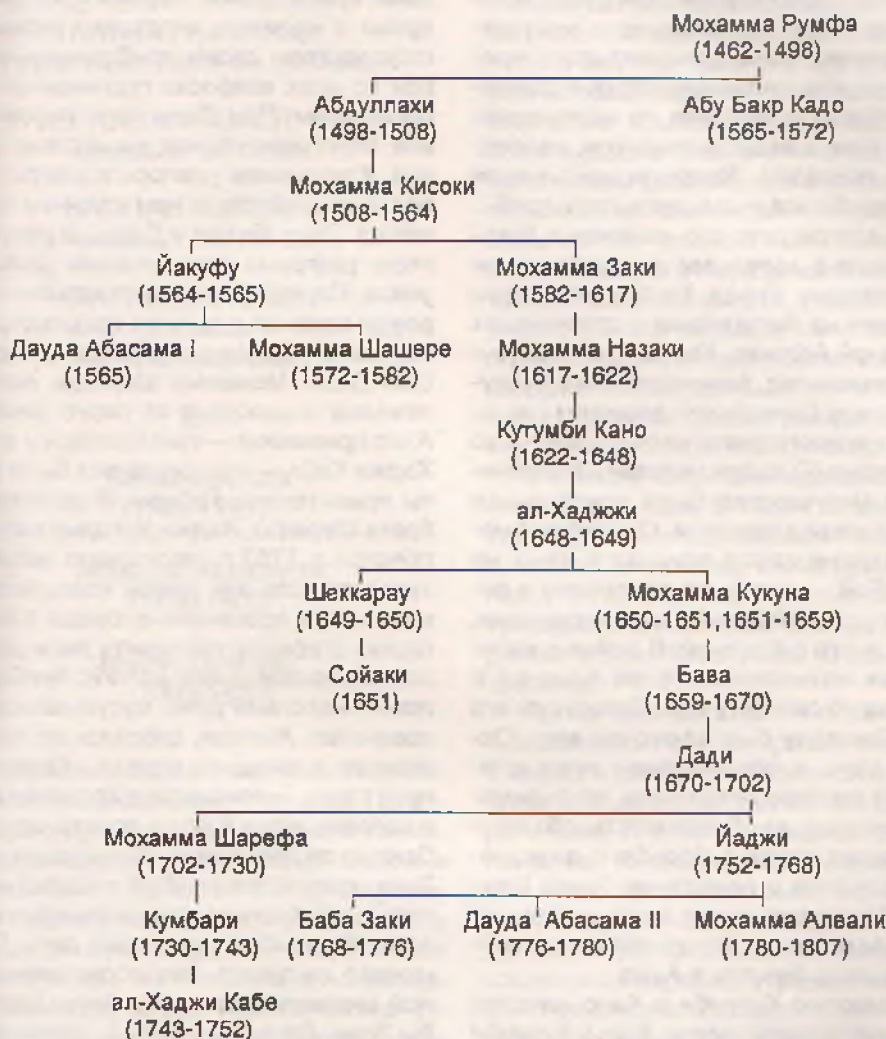 Мохамма Румфа
(1462-1498)
Абдуллахи
(1498-1508)
Абу Бакр Кадо
(1565-1572)
Мохамма Кисоки
(1508-1564)
Йакуфу
(1564-1565)
Мохамма Заки
(1582-1617)
Дауда Абасама I
(1565)
Мохамма Шашере
(1572-1582)
Мохамма Назаки
(1617-1622)
Кутумби Кано
(1622-1648)
ал-Хаджжи
(1648-1649)
Шеккарау
(1649-1650)
Мохамма Кукуна
(1650-1651,1651-1659)
Сойаки
(1651)
Бава
(1659-1670)
Дади
(1670-1702)
Мохамма Шарефа
(1702-1730)
Йаджи
(1752-1768)
Кумбари
(1730-1743)
Баба Заки
(1768-1776)
Дауда Абасама II
(1776-1780)
Мохамма Алвали
(1780-1807)
ал-Хаджи Кабе
(1743-1752)